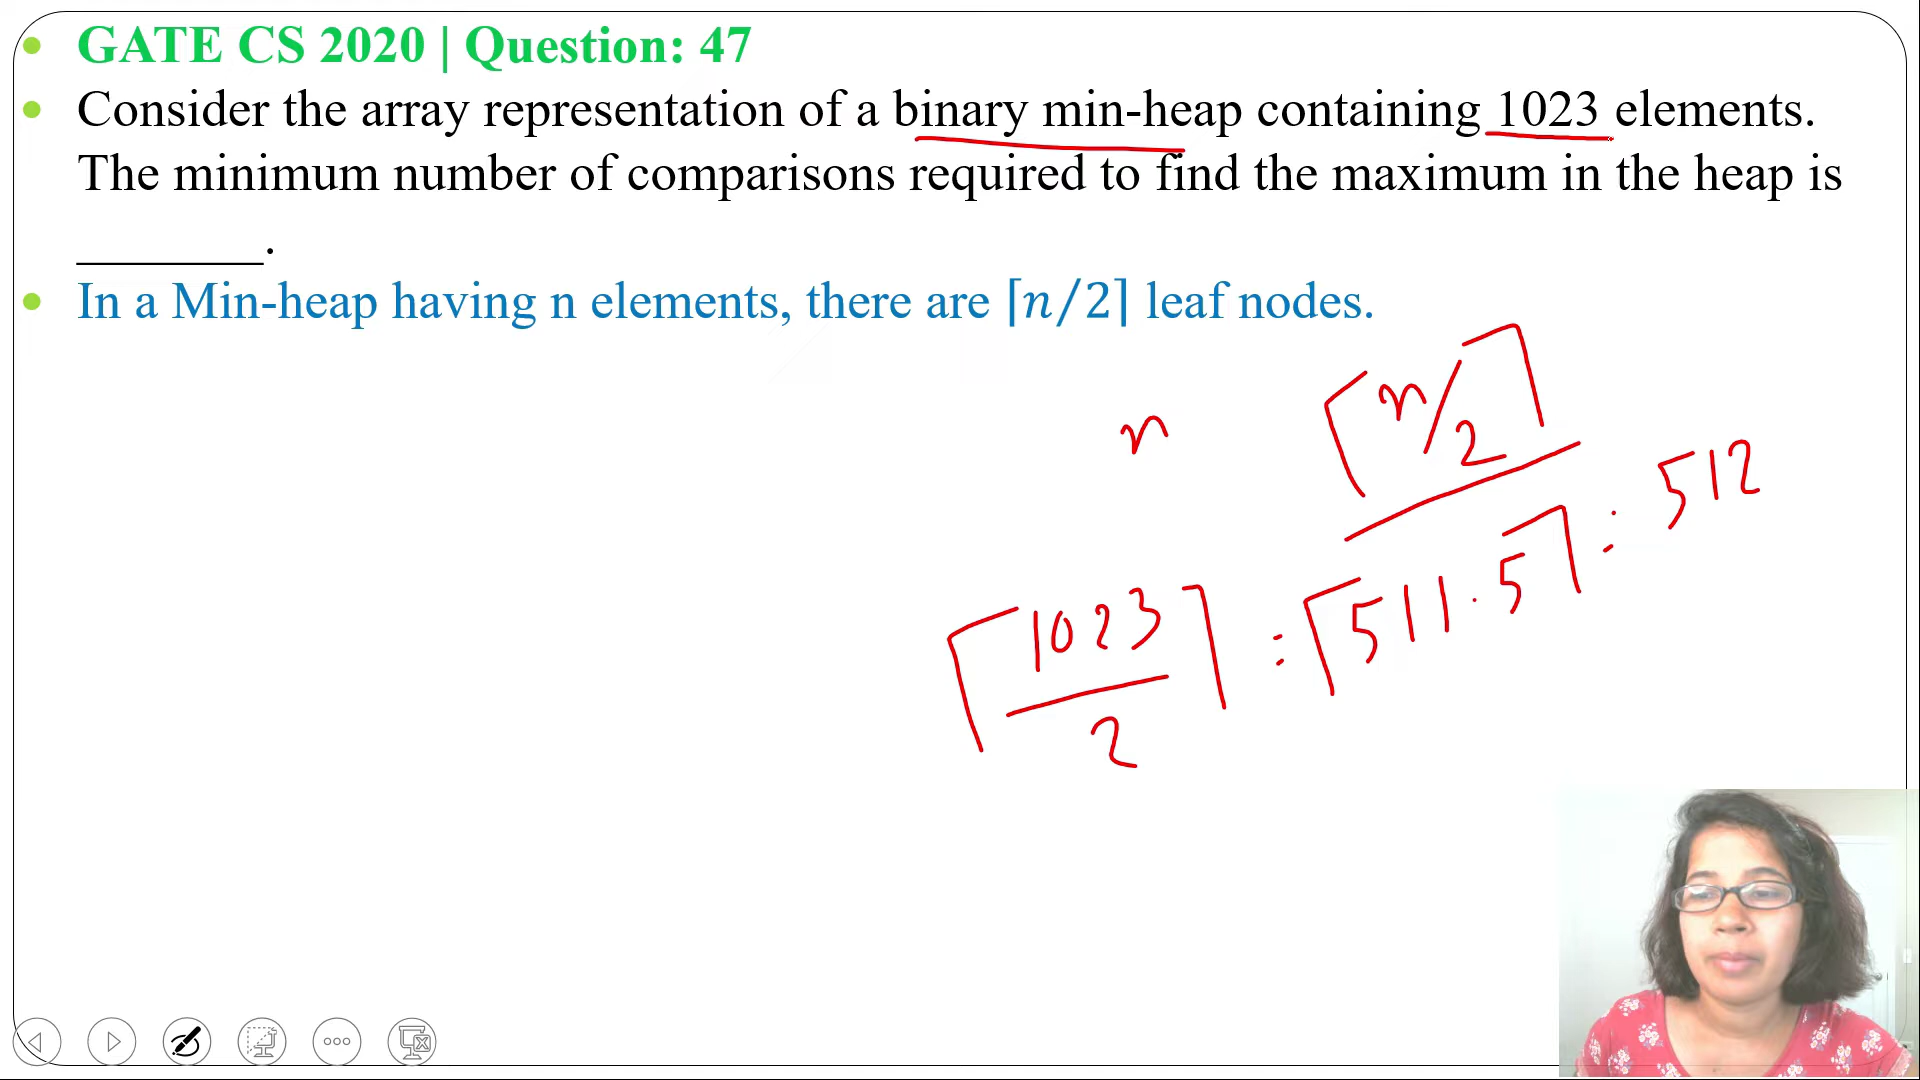 GATE CS 2020 | Question: 47
Consider the array representation of a binary min-heap containing 1023 elements.
The minimum number of comparisons required to find the maximum in the heap is
_______.
In a Min-heap having n elements, there are ⌈n/2⌉ leaf nodes.
n ⌈n/2⌉
⌈1023/2⌉ = ⌈511.5⌉ = 512